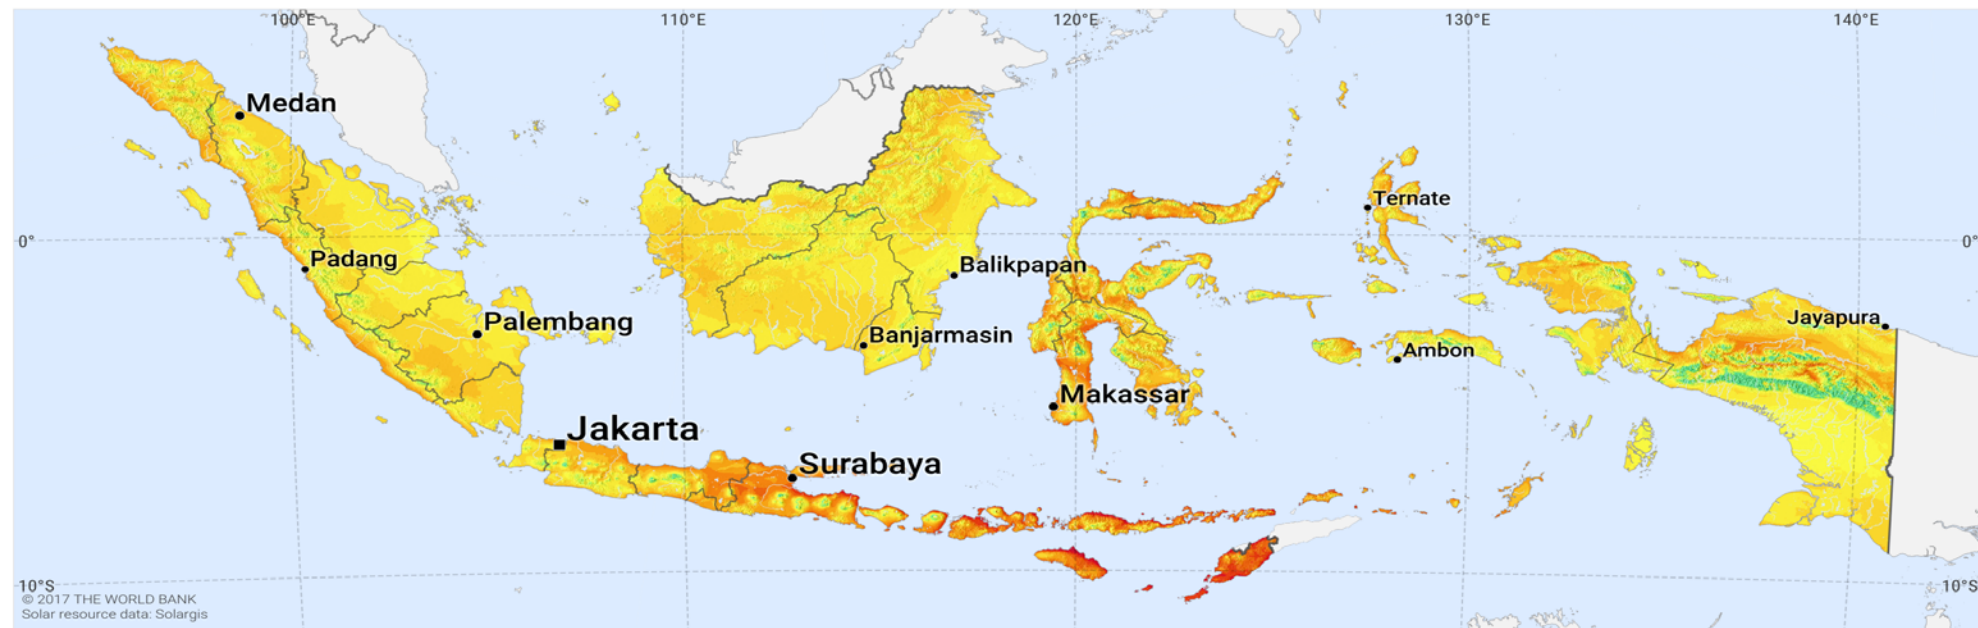 100°E
110°E
120°E
130°E
140°E
Medan
Ternate
0°
0°
Padang
Balikpapan
Palembang
Jayapura
Banjarmasin
Ambon
Makassar
Jakarta
Surabaya
10°S
10°S
© 2017 THE WORLD BANK
Solar resource data: Solargis